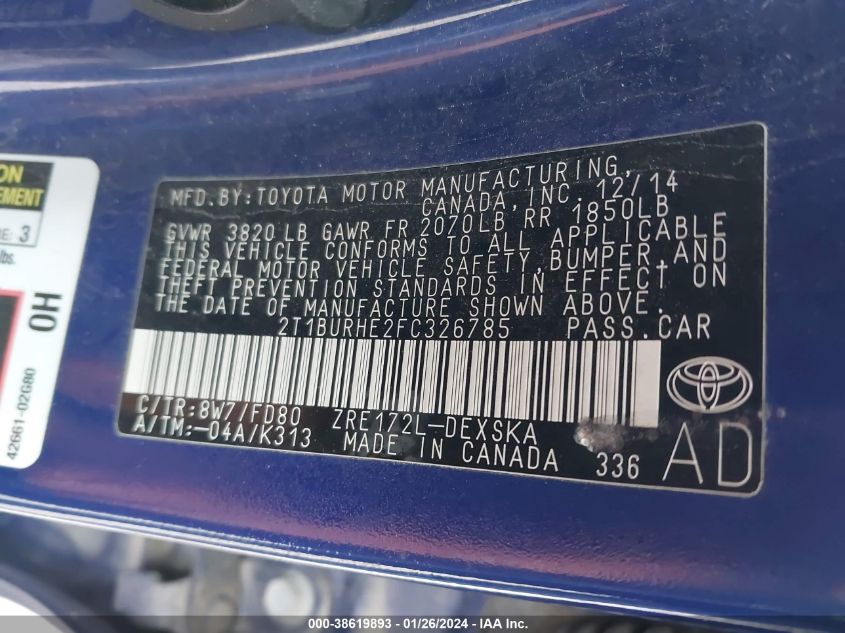 ON
EMENT
E: 3
lbs.
OH
42661-02G80
MFD. BY: TOYOTA MOTOR MANUFACTURING,
CANADA, INC. 12/14
GVWR 3820 LB GAWR FR 2070LB RR 1850LB
THIS VEHICLE CONFORMS TO ALL APPLICABLE
FEDERAL MOTOR VEHICLE SAFETY, BUMPER, AND
THEFT PREVENTION STANDARDS IN EFFECT ON
THE DATE OF MANUFACTURE SHOWN ABOVE.
2T1BURHE2FC326785 PASS. CAR
C/TR: 8W7/FD80 ZRE172L-DEXSKA
A/TM: -04A/K313 MADE IN CANADA 336 AD
000-38619893 - 01/26/2024 - IAA Inc.